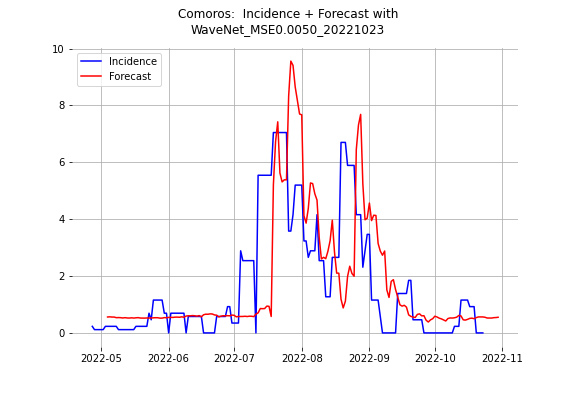 Comoros:  Incidence + Forecast with
WaveNet_MSE0.0050_20221023
Incidence
Forecast
10
8
6
4
2
0
2022-05 2022-06 2022-07 2022-08 2022-09 2022-10 2022-11